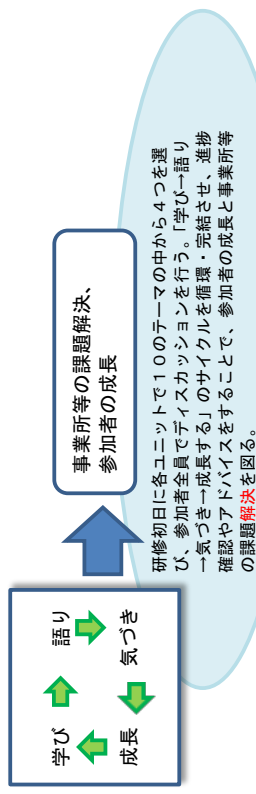 学び
語り
成長
気づき
事業所等の課題解決、
参加者の成長
研修初日に各ユニットで１０のテーマの中から４つを選
び、参加者全員でディスカッションを行う。「学び→語り
→気づき→成長する」のサイクルを循環・完結させ、進捗
確認やアドバイスをすることで、参加者の成長と事業所等
の課題解決を図る。